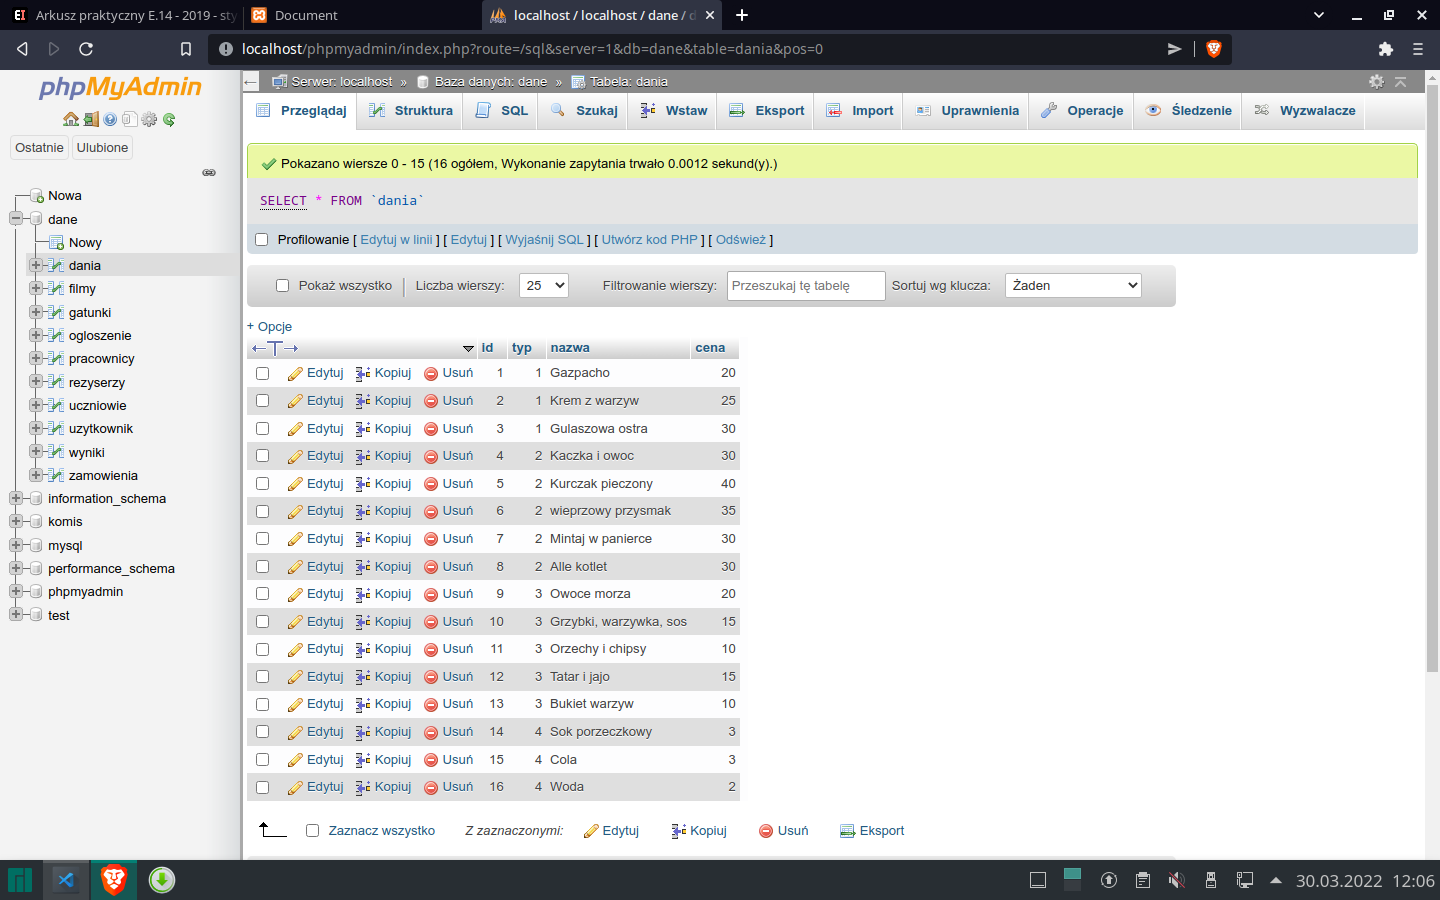 Arkusz praktyczny E.14 - 2019 - sty
Document
localhost / localhost / dane / d
localhost/phpmyadmin/index.php?route=/sql&server=1&db=dane&table=dania&pos=0
phpMyAdmin
Ostatnie Ulubione
Nowa
dane
Nowy
dania
filmy
gatunki
ogloszenie
pracownicy
rezyserzy
uczniowie
uzytkownik
wyniki
zamowienia
information_schema
komis
mysql
performance_schema
phpmyadmin
test
Serwer: localhost » Baza danych: dane » Tabela: dania
Przeglądaj Struktura SQL Szukaj Wstaw Eksport Import Uprawnienia Operacje Śledzenie Wyzwalacze
Pokazano wiersze 0 - 15 (16 ogółem, Wykonanie zapytania trwało 0.0012 sekund(y).)
SELECT * FROM `dania`
Profilowanie [ Edytuj w linii ] [ Edytuj ] [ Wyjaśnij SQL ] [ Utwórz kod PHP ] [ Odśwież ]
Pokaż wszystko Liczba wierszy: 25 Filtrowanie wierszy: Przeszukaj tę tabelę Sortuj wg klucza: Żaden
+ Opcje
←T→ id typ nazwa cena
Edytuj Kopiuj Usuń 1 1 Gazpacho 20
Edytuj Kopiuj Usuń 2 1 Krem z warzyw 25
Edytuj Kopiuj Usuń 3 1 Gulaszowa ostra 30
Edytuj Kopiuj Usuń 4 2 Kaczka i owoc 30
Edytuj Kopiuj Usuń 5 2 Kurczak pieczony 40
Edytuj Kopiuj Usuń 6 2 wieprzowy przysmak 35
Edytuj Kopiuj Usuń 7 2 Mintaj w panierce 30
Edytuj Kopiuj Usuń 8 2 Alle kotlet 30
Edytuj Kopiuj Usuń 9 3 Owoce morza 20
Edytuj Kopiuj Usuń 10 3 Grzybki, warzywka, sos 15
Edytuj Kopiuj Usuń 11 3 Orzechy i chipsy 10
Edytuj Kopiuj Usuń 12 3 Tatar i jajo 15
Edytuj Kopiuj Usuń 13 3 Bukiet warzyw 10
Edytuj Kopiuj Usuń 14 4 Sok porzeczkowy 3
Edytuj Kopiuj Usuń 15 4 Cola 3
Edytuj Kopiuj Usuń 16 4 Woda 2
Zaznacz wszystko Z zaznaczonymi: Edytuj Kopiuj Usuń Eksport
30.03.2022 12:06